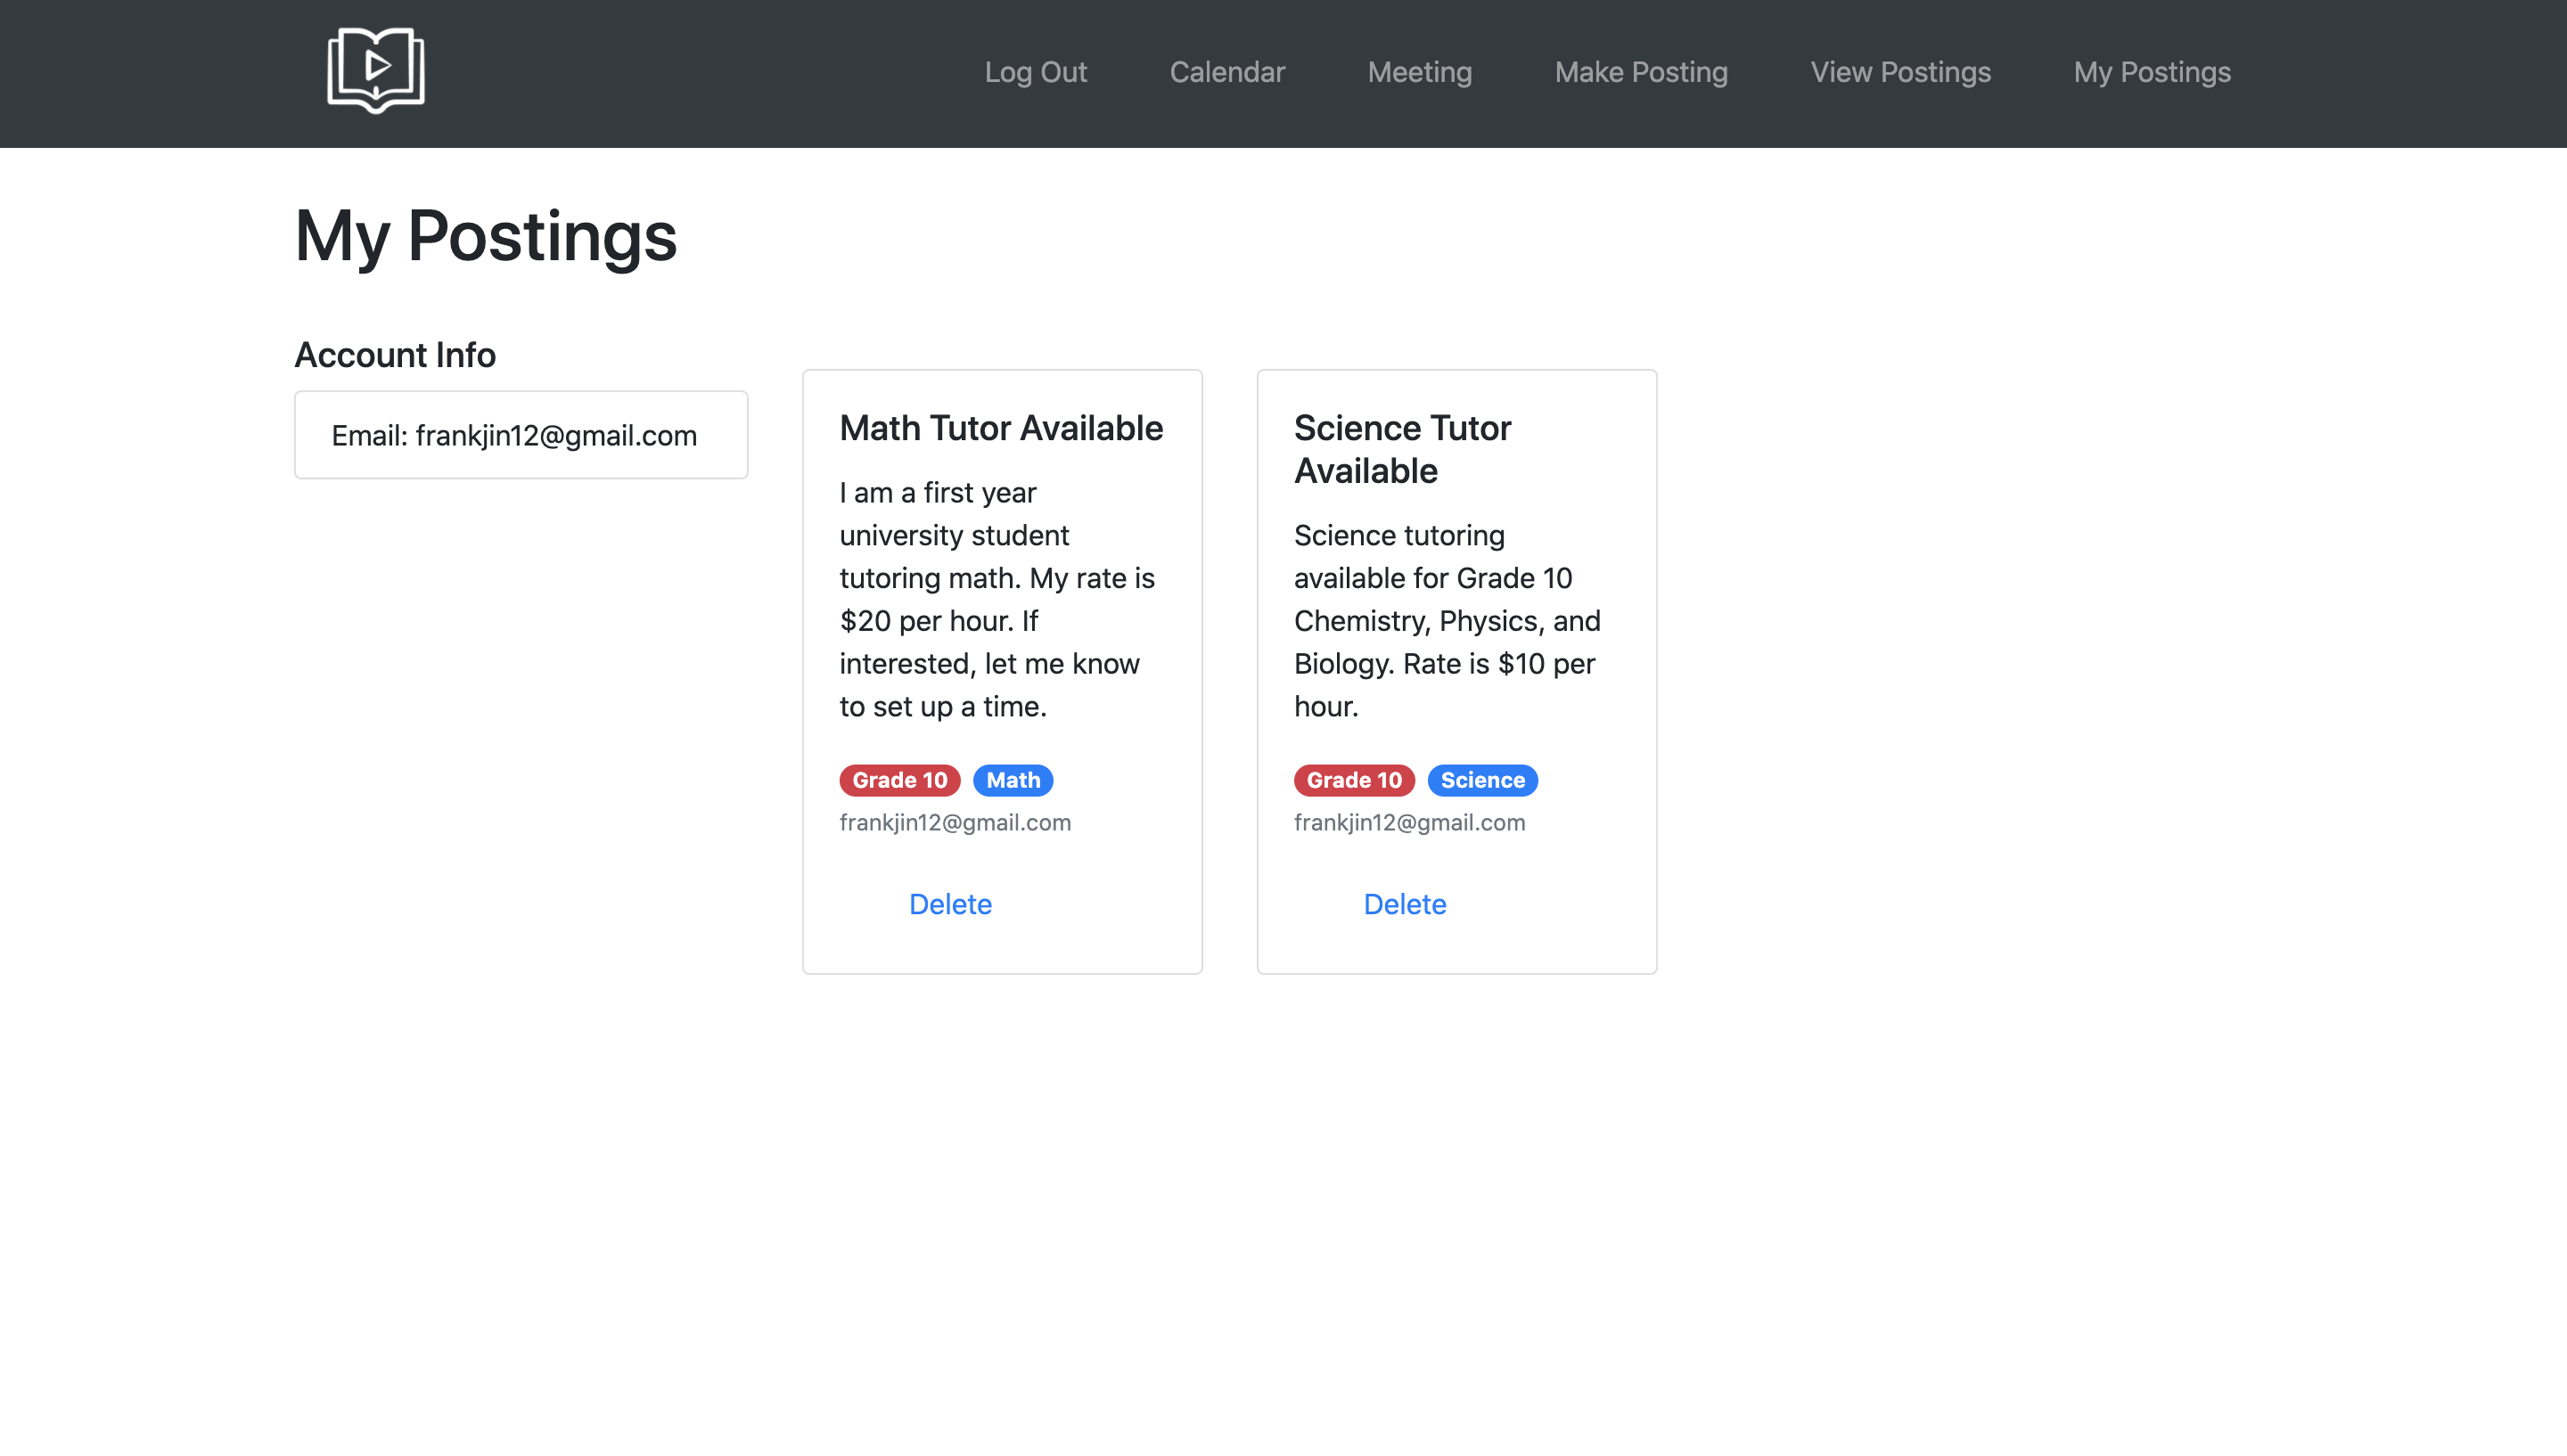 Log Out Calendar Meeting Make Posting View Postings My Postings
My Postings
Account Info
Email: frankjin12@gmail.com
Math Tutor Available
I am a first year
university student
tutoring math. My rate is
$20 per hour. If
interested, let me know
to set up a time.
Grade 10 Math
frankjin12@gmail.com
Delete
Science Tutor
Available
Science tutoring
available for Grade 10
Chemistry, Physics, and
Biology. Rate is $10 per
hour.
Grade 10 Science
frankjin12@gmail.com
Delete